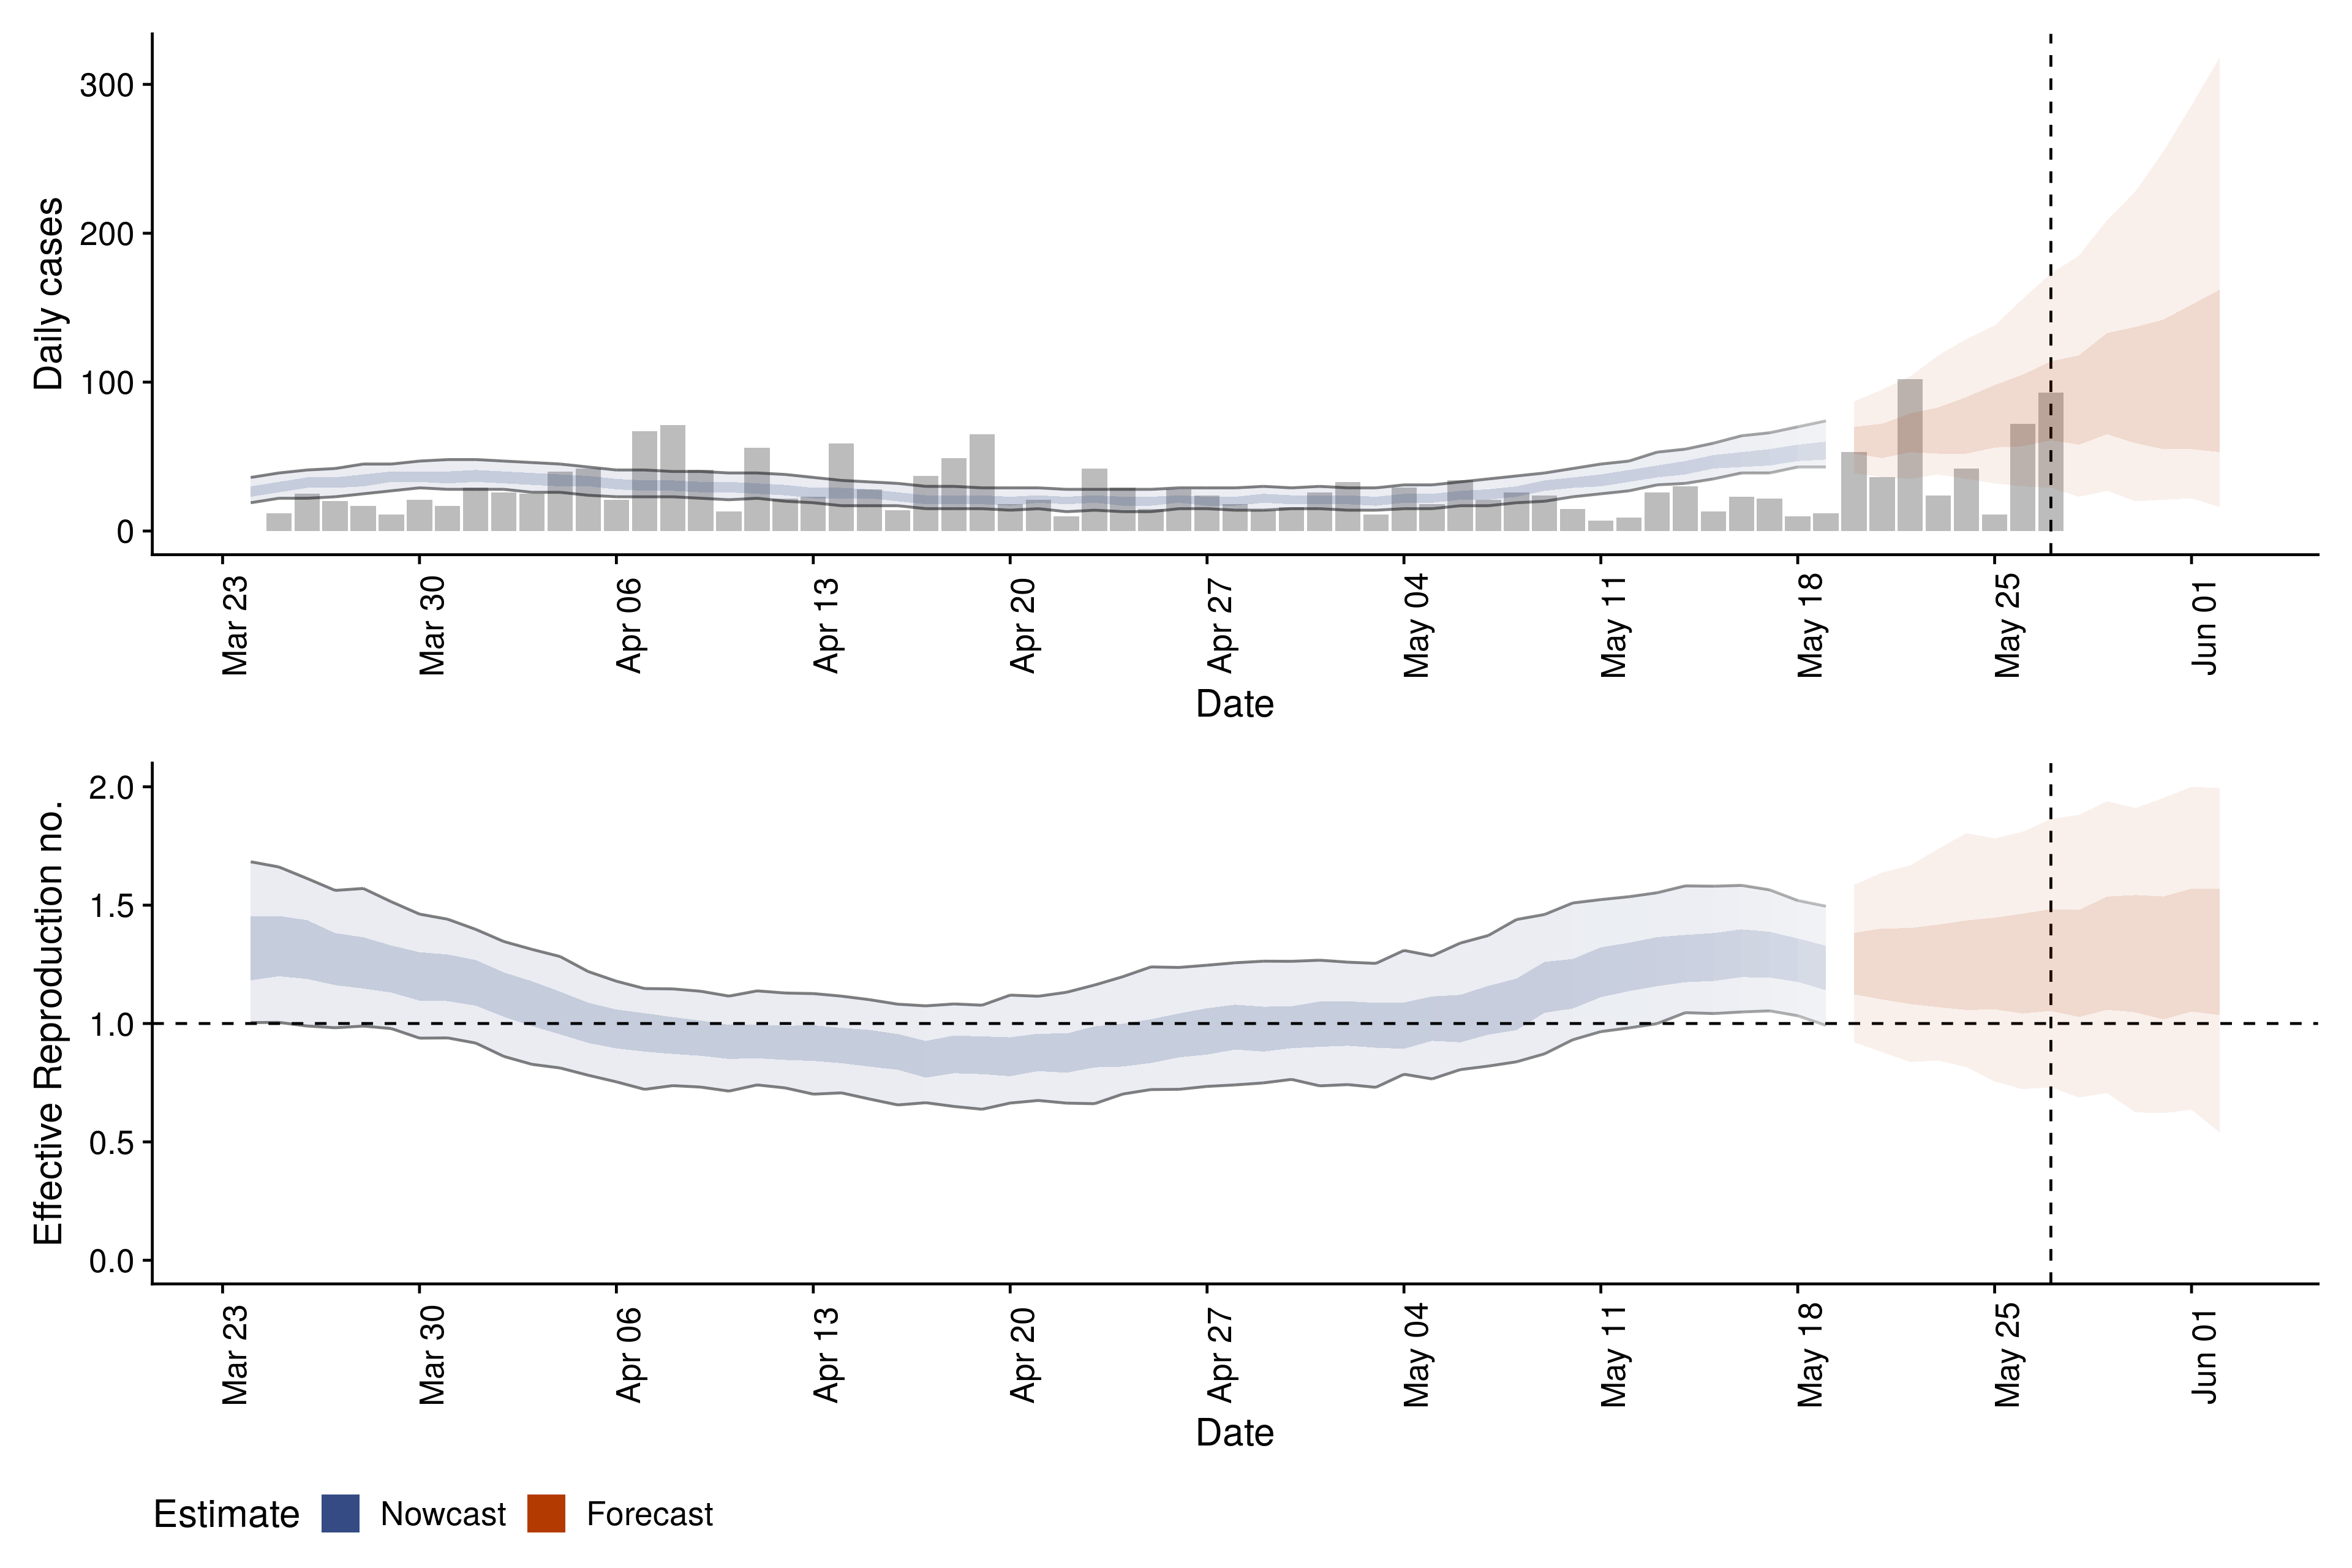 Daily cases
300
200
100
0
Mar 23
Mar 30
Apr 06
Apr 13
Apr 20
Apr 27
May 04
May 11
May 18
May 25
Jun 01
Date
Effective Reproduction no.
2.0
1.5
1.0
0.5
0.0
Mar 23
Mar 30
Apr 06
Apr 13
Apr 20
Apr 27
May 04
May 11
May 18
May 25
Jun 01
Date
Estimate Nowcast Forecast